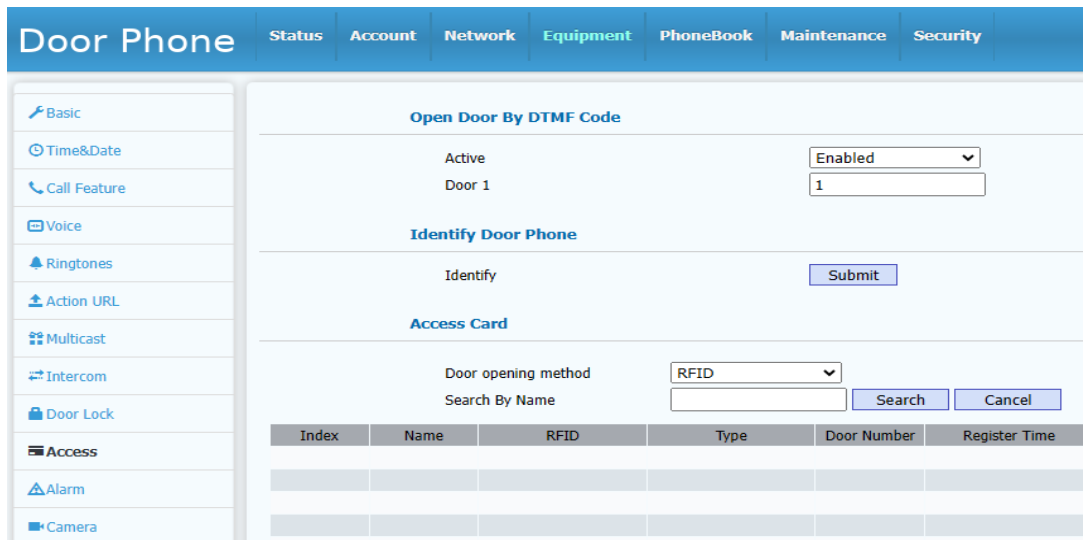 Door Phone
Status Account Network Equipment PhoneBook Maintenance Security
Basic
Time&Date
Call Feature
Voice
Ringtones
Action URL
Multicast
Intercom
Door Lock
Access
Alarm
Camera
Open Door By DTMF Code
Active Enabled
Door 1 1
Identify Door Phone
Identify Submit
Access Card
Door opening method RFID
Search By Name Search Cancel
Index Name RFID Type Door Number Register Time